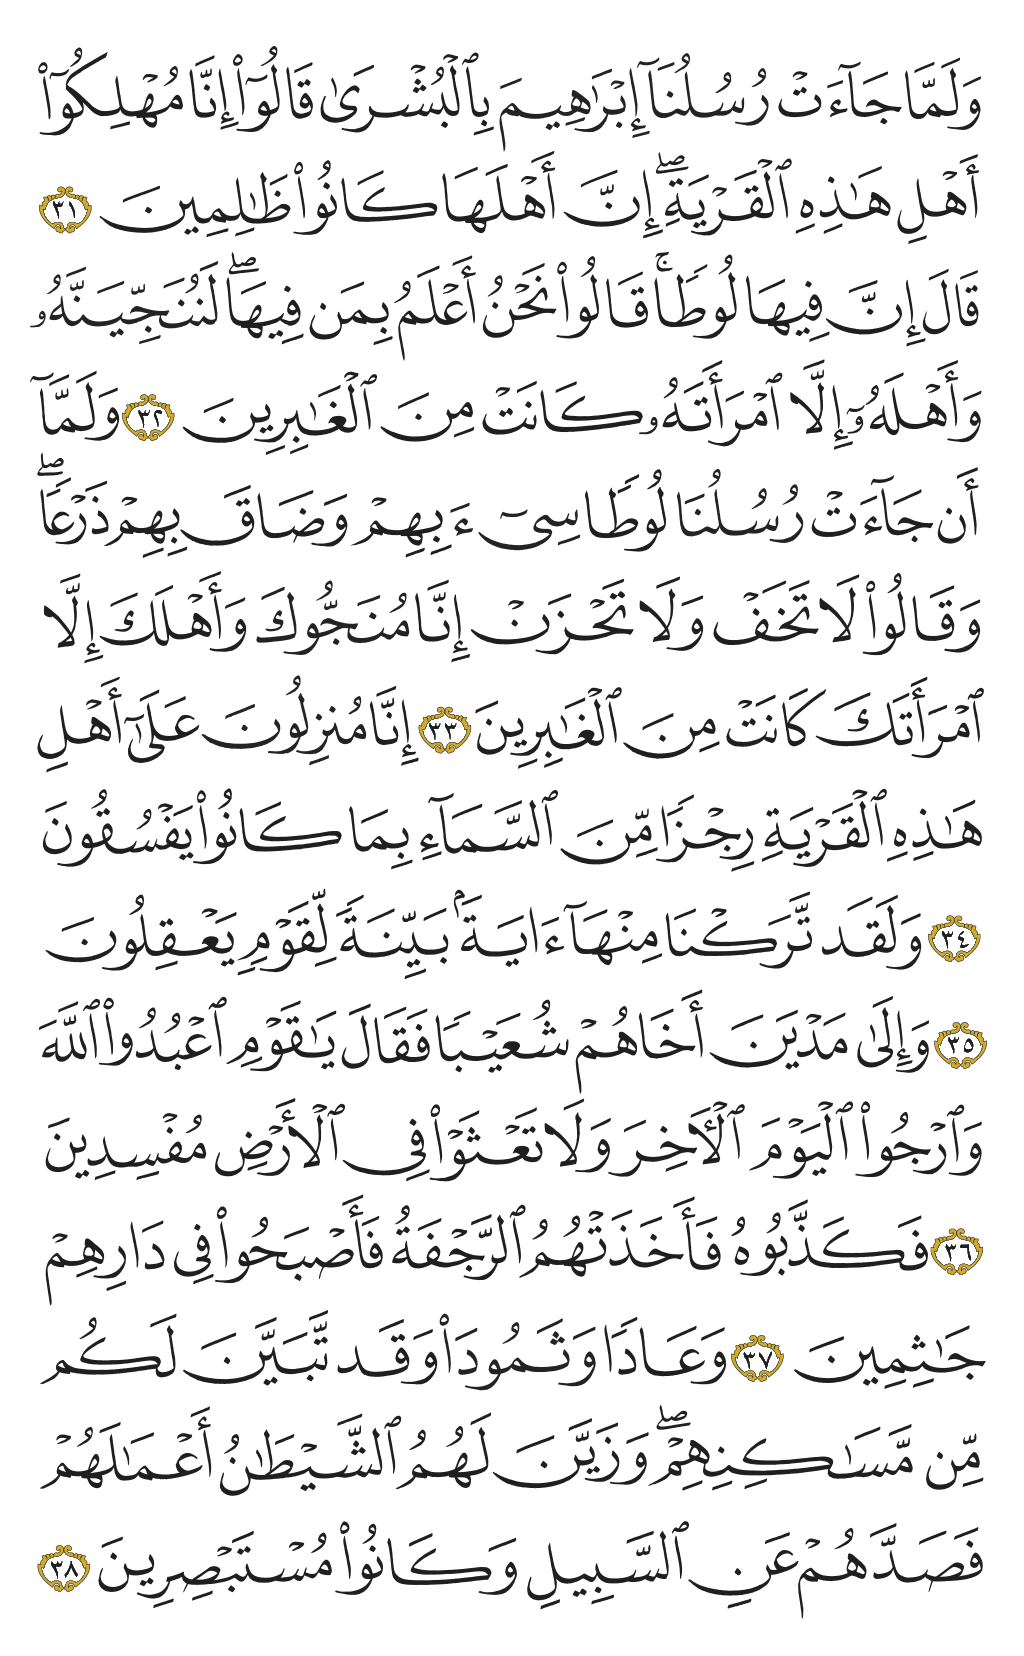 وَلَمَّا جَآءَتْ رُسُلُنَآ إِبْرَٰهِيمَ بِٱلْبُشْرَىٰ قَالُوٓا۟ إِنَّا مُهْلِكُوٓا۟
أَهْلِ هَـٰذِهِ ٱلْقَرْيَةِ ۖ إِنَّ أَهْلَهَا كَانُوا۟ ظَـٰلِمِينَ ٣١
قَالَ إِنَّ فِيهَا لُوطًا ۚ قَالُوا۟ نَحْنُ أَعْلَمُ بِمَن فِيهَا ۖ لَنُنَجِّيَنَّهُۥ
وَأَهْلَهُۥٓ إِلَّا ٱمْرَأَتَهُۥ كَانَتْ مِنَ ٱلْغَـٰبِرِينَ ٣٢ وَلَمَّآ
أَن جَآءَتْ رُسُلُنَا لُوطًا سِىٓءَ بِهِمْ وَضَاقَ بِهِمْ ذَرْعًا ۖ
وَقَالُوا۟ لَا تَخَفْ وَلَا تَحْزَنْ إِنَّا مُنَجُّوكَ وَأَهْلَكَ إِلَّا
ٱمْرَأَتَكَ كَانَتْ مِنَ ٱلْغَـٰبِرِينَ ٣٣ إِنَّا مُنزِلُونَ عَلَىٰٓ أَهْلِ
هَـٰذِهِ ٱلْقَرْيَةِ رِجْزًا مِّنَ ٱلسَّمَآءِ بِمَا كَانُوا۟ يَفْسُقُونَ
٣٤ وَلَقَد تَّرَكْنَا مِنْهَآ ءَايَةًۢ بَيِّنَةً لِّقَوْمٍ يَعْقِلُونَ
٣٥ وَإِلَىٰ مَدْيَنَ أَخَاهُمْ شُعَيْبًا فَقَالَ يَـٰقَوْمِ ٱعْبُدُوا۟ ٱللَّهَ
وَٱرْجُوا۟ ٱلْيَوْمَ ٱلْـَٔاخِرَ وَلَا تَعْثَوْا۟ فِى ٱلْأَرْضِ مُفْسِدِينَ
٣٦ فَكَذَّبُوهُ فَأَخَذَتْهُمُ ٱلرَّجْفَةُ فَأَصْبَحُوا۟ فِى دَارِهِمْ
جَـٰثِمِينَ ٣٧ وَعَادًا وَثَمُودَا۟ وَقَد تَّبَيَّنَ لَكُم
مِّن مَّسَـٰكِنِهِمْ ۖ وَزَيَّنَ لَهُمُ ٱلشَّيْطَـٰنُ أَعْمَـٰلَهُمْ
فَصَدَّهُمْ عَنِ ٱلسَّبِيلِ وَكَانُوا۟ مُسْتَبْصِرِينَ ٣٨